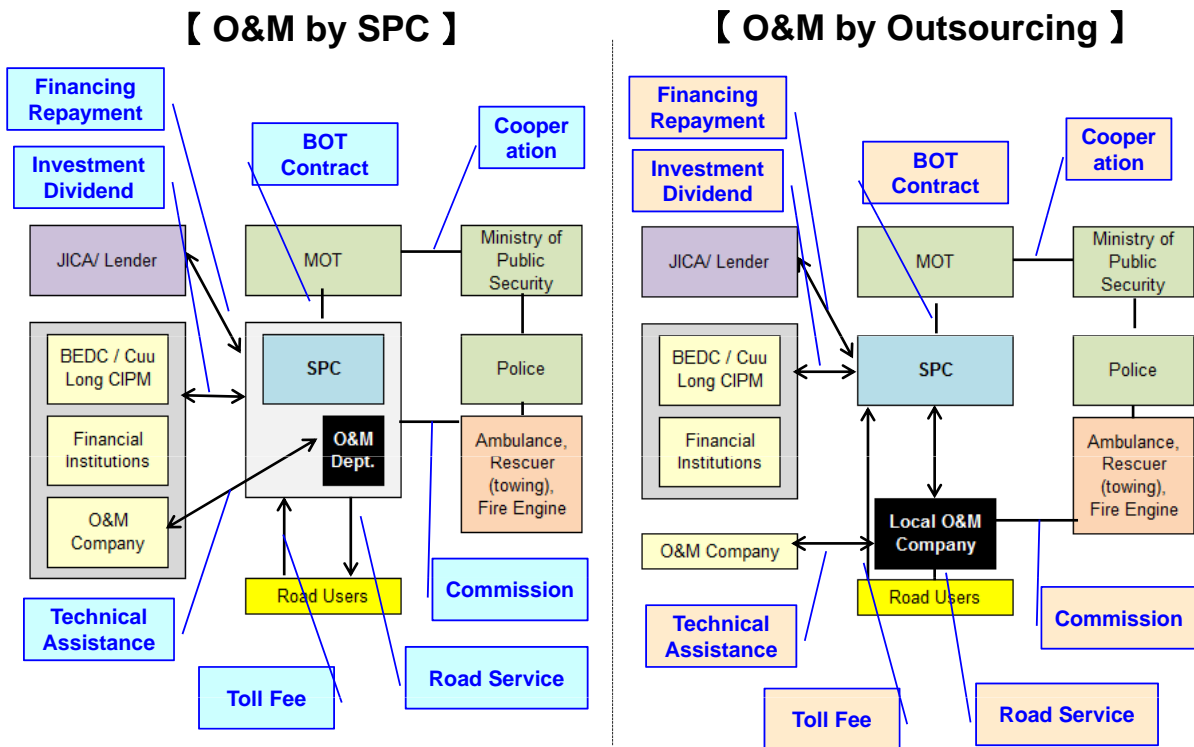 【 O&M by SPC 】
Financing
Repayment
BOT
Contract
Cooper
ation
Investment
Dividend
JICA/ Lender
MOT
Ministry of
Public
Security
BEDC / Cuu
Long CIPM
SPC
Police
Financial
Institutions
O&M
Dept.
Ambulance,
Rescuer
(towing),
Fire Engine
O&M
Company
Road Users
Commission
Technical
Assistance
Toll Fee
Road Service
【 O&M by Outsourcing 】
Financing
Repayment
BOT
Contract
Cooper
ation
Investment
Dividend
JICA/ Lender
MOT
Ministry of
Public
Security
BEDC / Cuu
Long CIPM
SPC
Police
Financial
Institutions
Ambulance,
Rescuer
(towing),
Fire Engine
Local O&M
Company
O&M Company
Road Users
Technical
Assistance
Commission
Toll Fee
Road Service